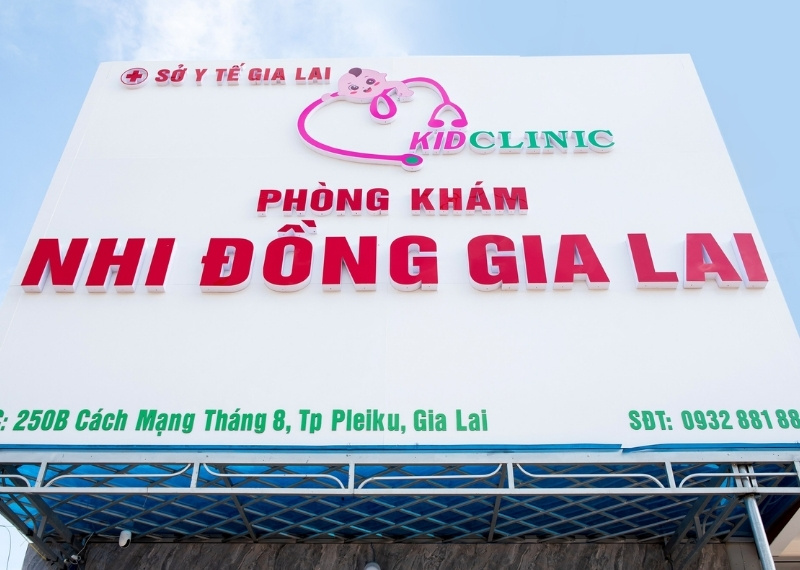 SỞ Y TẾ GIA LAI
KIDCLINIC
PHÒNG KHÁM
NHI ĐỒNG GIA LAI
250B Cách Mạng Tháng 8, Tp Pleiku, Gia Lai
SĐT: 0932 881